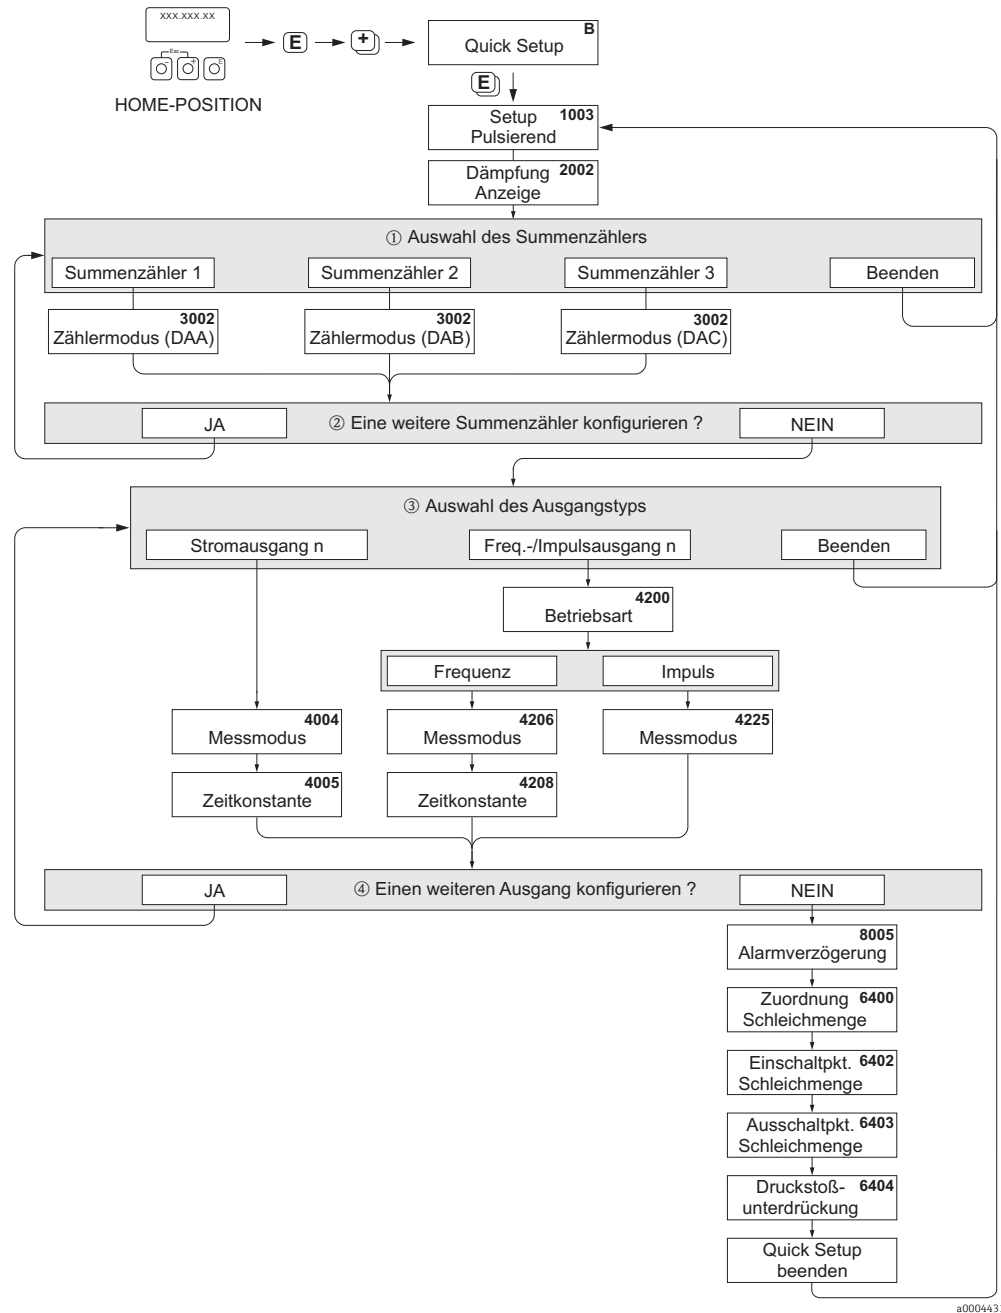 xxx.xxx.xx
Esc
- + E
HOME-POSITION
E
+
B
Quick Setup
E
Setup 1003
Pulsierend
Dämpfung 2002
Anzeige
① Auswahl des Summenzählers
Summenzähler 1
Summenzähler 2
Summenzähler 3
Beenden
3002
Zählermodus (DAA)
3002
Zählermodus (DAB)
3002
Zählermodus (DAC)
JA
② Eine weitere Summenzähler konfigurieren ?
NEIN
③ Auswahl des Ausgangstyps
Stromausgang n
Freq.-/Impulsausgang n
Beenden
4200
Betriebsart
Frequenz
Impuls
4004
Messmodus
4206
Messmodus
4225
Messmodus
4005
Zeitkonstante
4208
Zeitkonstante
JA
④ Einen weiteren Ausgang konfigurieren ?
NEIN
8005
Alarmverzögerung
Zuordnung 6400
Schleichmenge
Einschaltpkt. 6402
Schleichmenge
Ausschaltpkt. 6403
Schleichmenge
Druckstoß- 6404
unterdrückung
Quick Setup
beenden